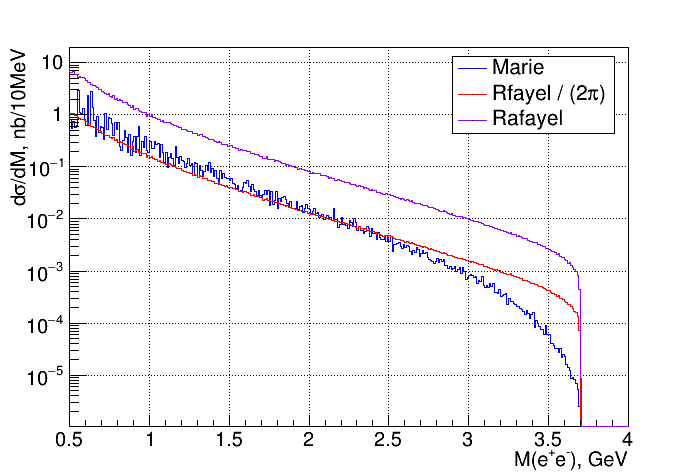 dσ/dM, nb/10MeV
Marie
Rfayel / (2π)
Rafayel
10
1
10⁻¹
10⁻²
10⁻³
10⁻⁴
10⁻⁵
0.5 1 1.5 2 2.5 3 3.5 4
M(e⁺e⁻), GeV